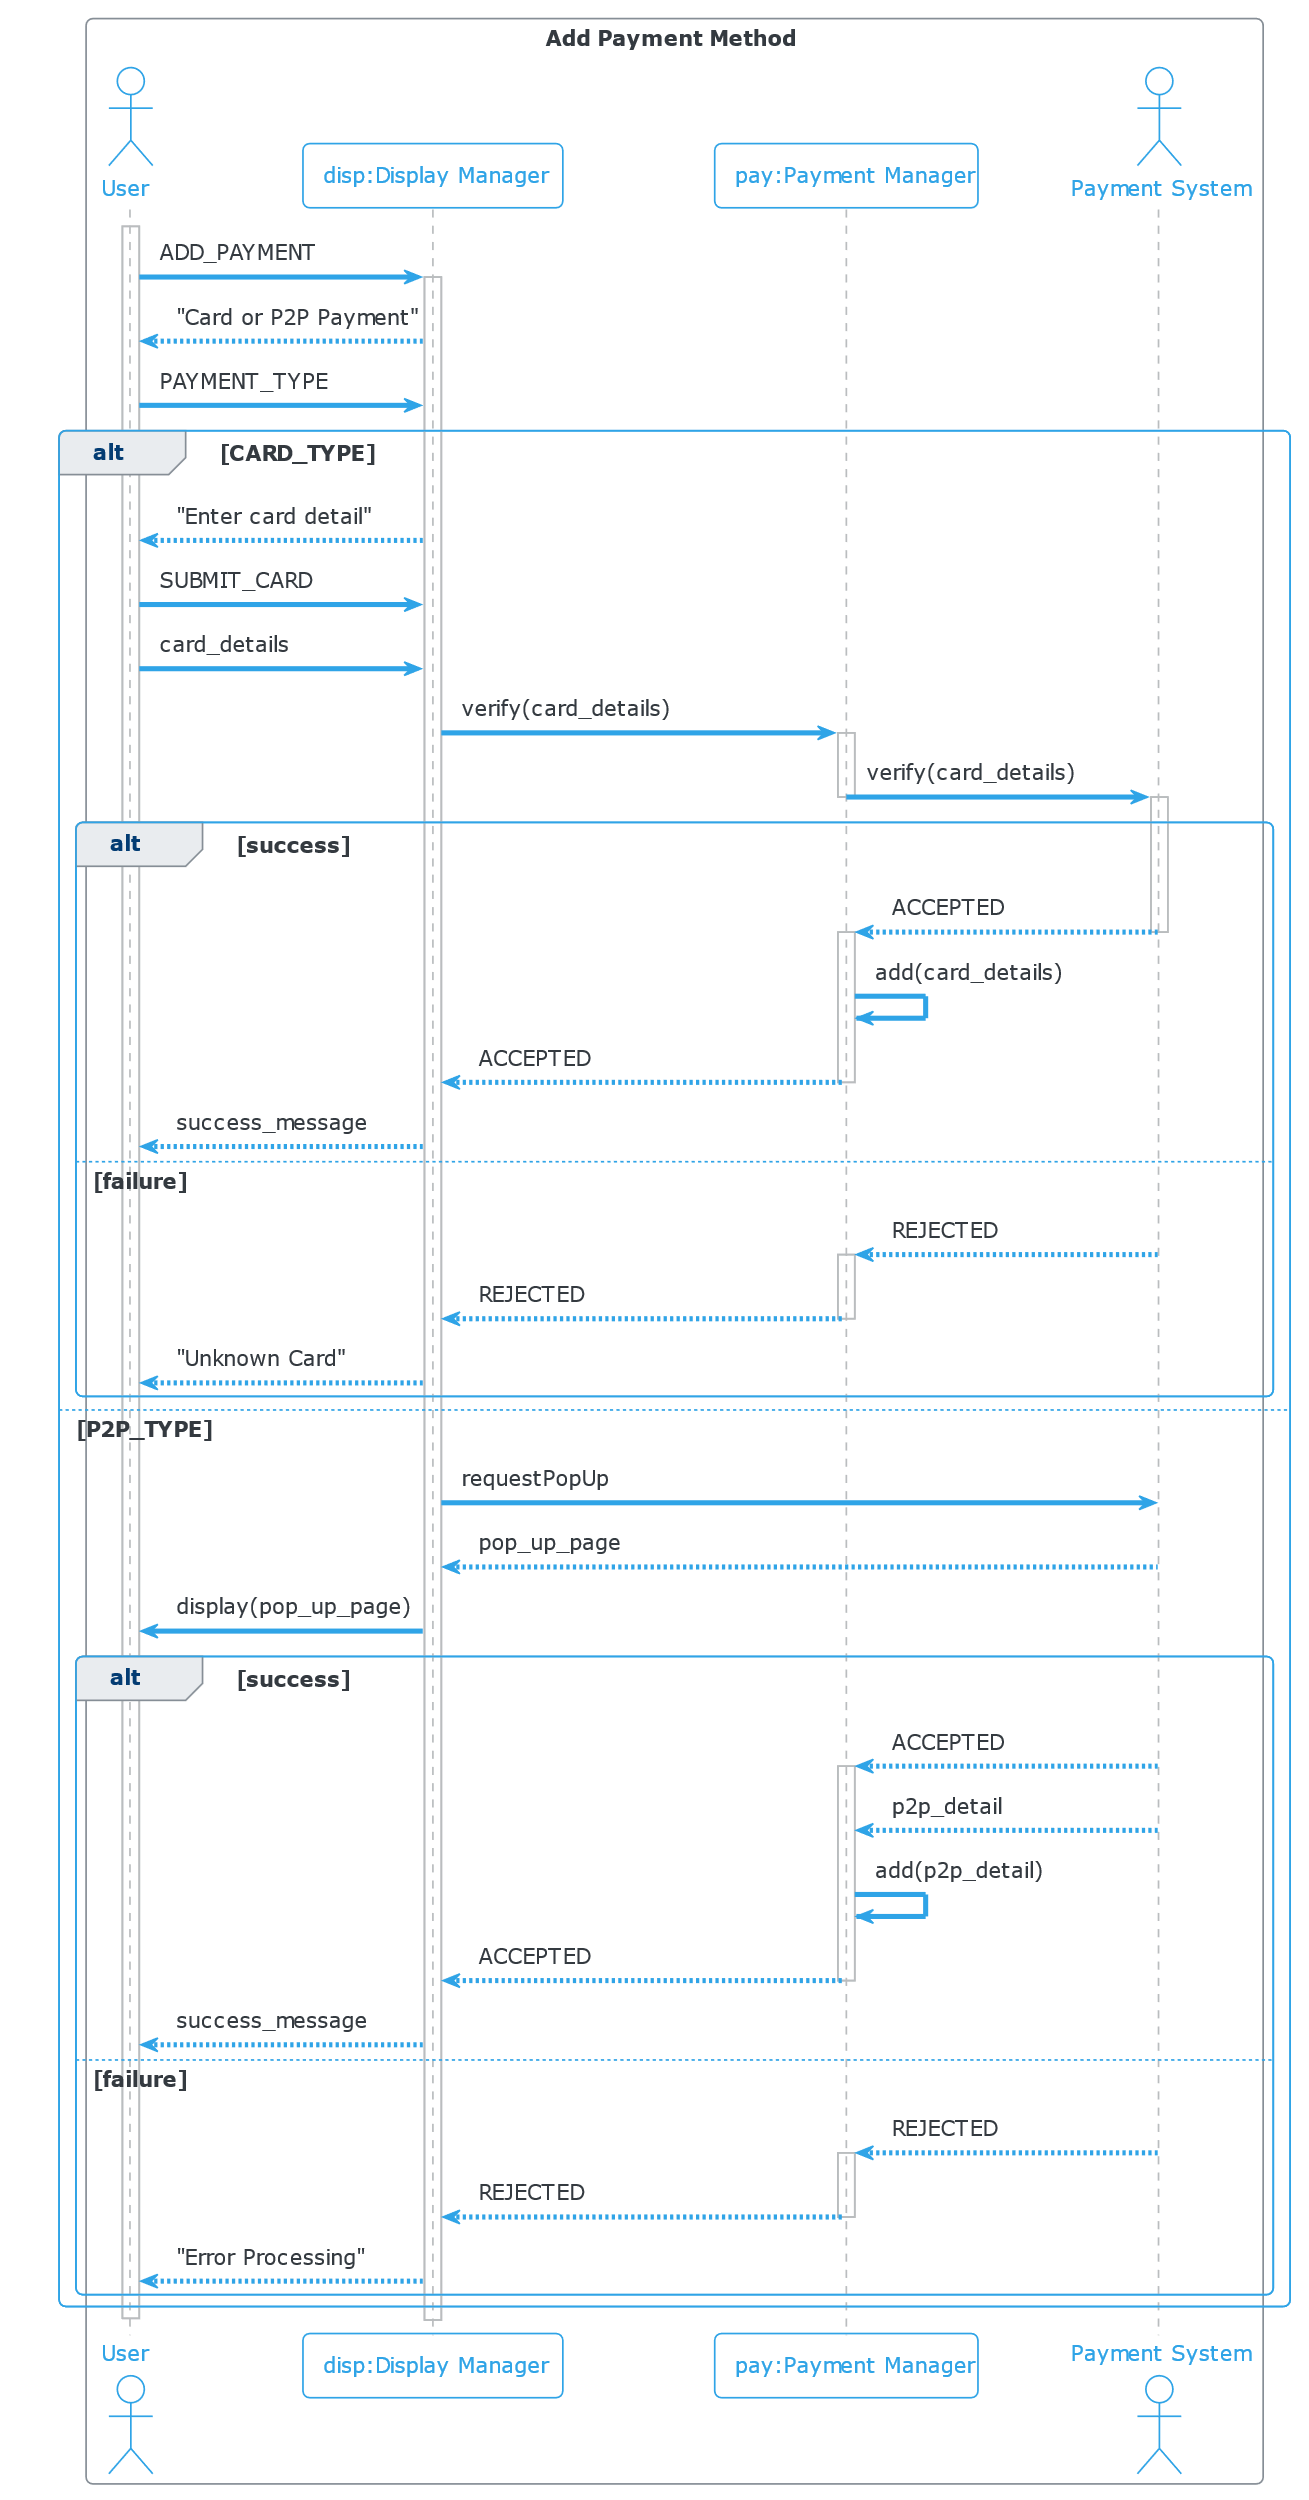 Add Payment Method
User
disp:Display Manager
pay:Payment Manager
Payment System
ADD_PAYMENT
"Card or P2P Payment"
PAYMENT_TYPE
alt
[CARD_TYPE]
"Enter card detail"
SUBMIT_CARD
card_details
verify(card_details)
verify(card_details)
alt
[success]
ACCEPTED
add(card_details)
ACCEPTED
success_message
[failure]
REJECTED
REJECTED
"Unknown Card"
[P2P_TYPE]
requestPopUp
pop_up_page
display(pop_up_page)
alt
[success]
ACCEPTED
p2p_detail
add(p2p_detail)
ACCEPTED
success_message
[failure]
REJECTED
REJECTED
"Error Processing"
User
disp:Display Manager
pay:Payment Manager
Payment System